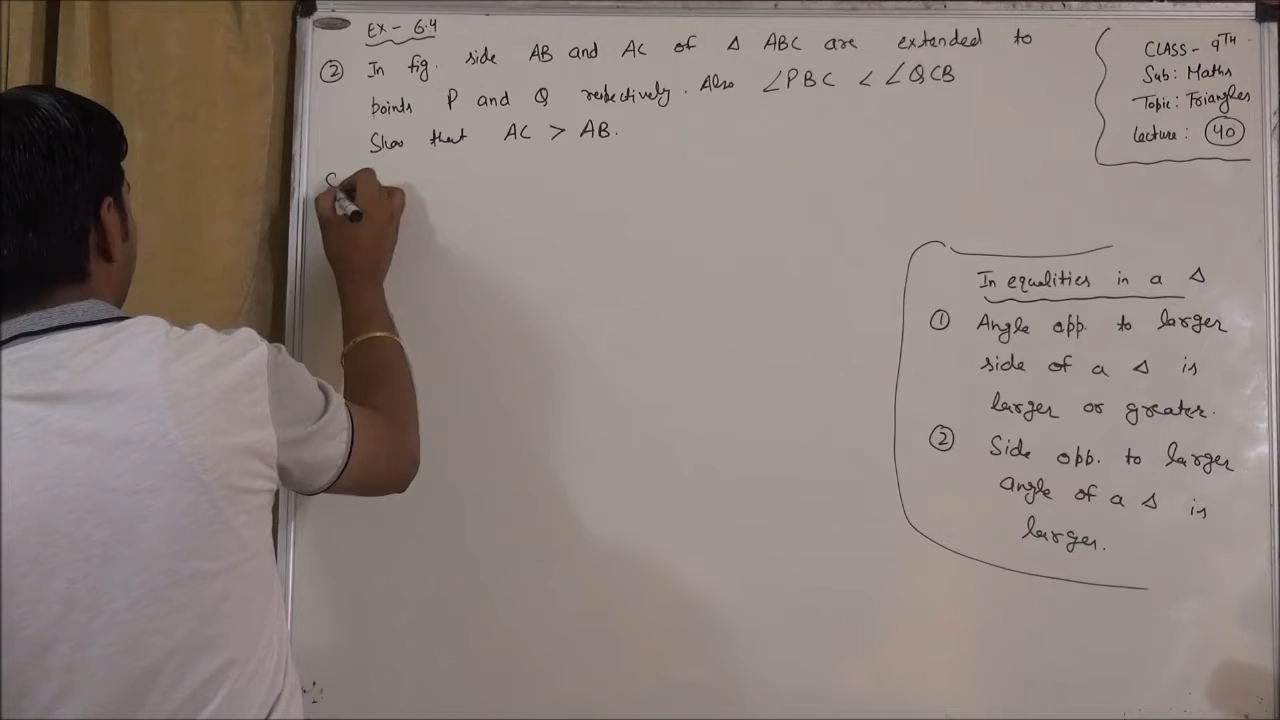 Ex - 6.4
② In fig. side AB and AC of Δ ABC are extended to
points P and Q respectively. Also ∠PBC < ∠QCB
Show that AC > AB.
S
CLASS - 9TH
Sub: Maths
Topic: Triangles
Lecture: 40
In equalities in a Δ
① Angle opp. to larger
side of a Δ is
larger or greater.
② Side opp. to larger
angle of a Δ is
larger.